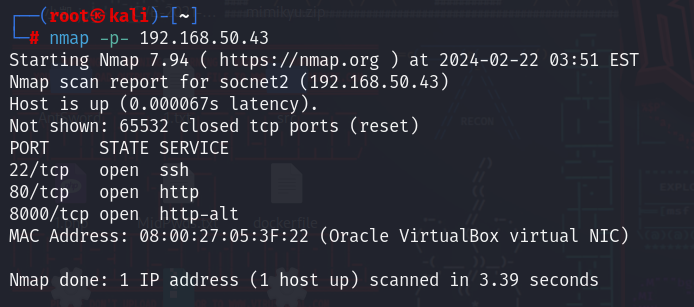 mimikyu.zip
┌──(root㉿kali)-[~]
└─# nmap -p- 192.168.50.43
Starting Nmap 7.94 ( https://nmap.org ) at 2024-02-22 03:51 EST
Nmap scan report for socnet2 (192.168.50.43)
Host is up (0.000067s latency).
Not shown: 65532 closed tcp ports (reset)
PORT     STATE SERVICE
22/tcp   open  ssh
80/tcp   open  http
8000/tcp open  http-alt
dockerfile
MAC Address: 08:00:27:05:3F:22 (Oracle VirtualBox virtual NIC)
Nmap done: 1 IP address (1 host up) scanned in 3.39 seconds